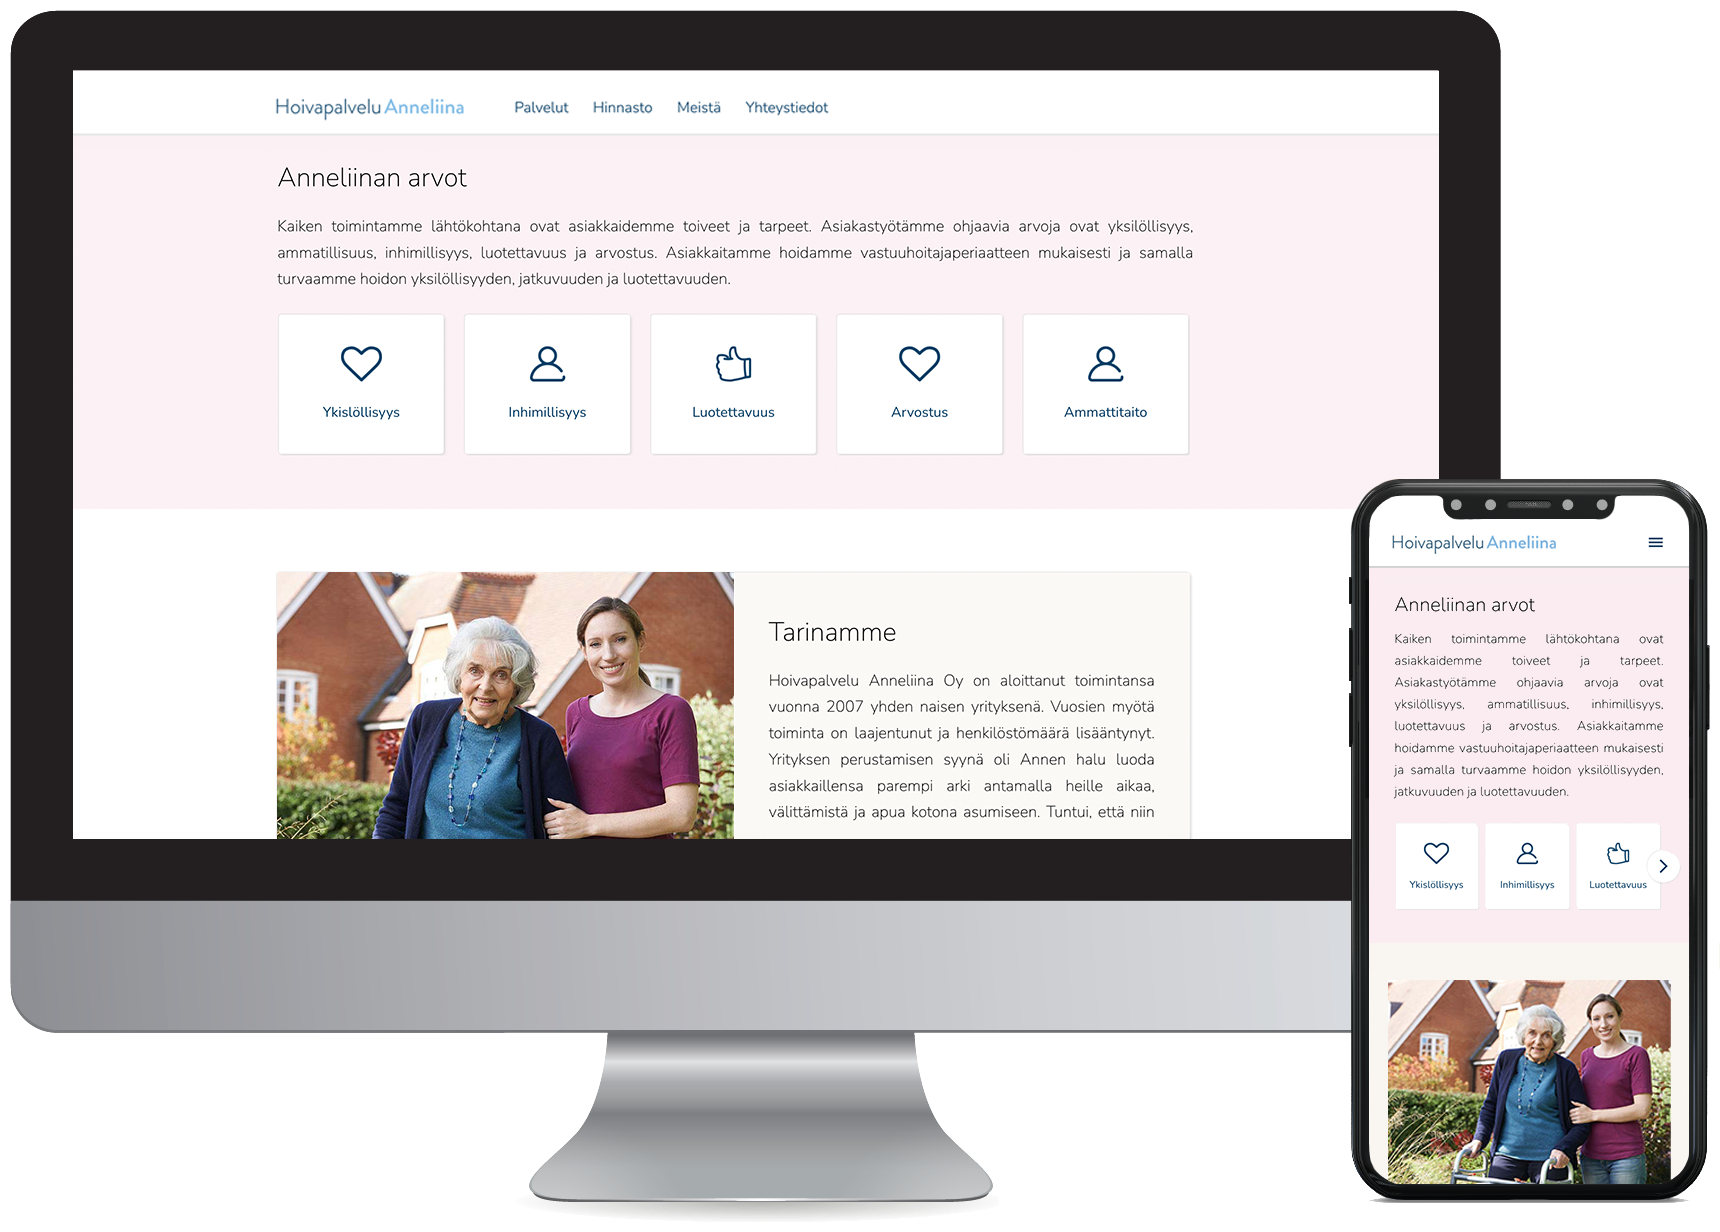 Hoivapalvelu Anneliina Palvelut Hinnasto Meistä Yhteystiedot
Anneliinan arvot
Kaiken toimintamme lähtökohtana ovat asiakkaidemme toiveet ja tarpeet. Asiakastyötämme ohjaavia arvoja ovat yksilöllisyys,
ammatillisuus, inhimillisyys, luotettavuus ja arvostus. Asiakkaitamme hoidamme vastuuhoitajaperiaatteen mukaisesti ja samalla
turvaamme hoidon yksilöllisyyden, jatkuvuuden ja luotettavuuden.
Ykislöllisyys Inhimillisyys Luotettavuus Arvostus Ammattitaito
Tarinamme
Hoivapalvelu Anneliina Oy on aloittanut toimintansa
vuonna 2007 yhden naisen yrityksenä. Vuosien myötä
toiminta on laajentunut ja henkilöstömäärä lisääntynyt.
Yrityksen perustamisen syynä oli Annen halu luoda
asiakkaillensa parempi arki antamalla heille aikaa,
välittämistä ja apua kotona asumiseen. Tuntui, että niin
Hoivapalvelu Anneliina
Anneliinan arvot
Kaiken toimintamme lähtökohtana ovat
asiakkaidemme toiveet ja tarpeet.
Asiakastyötämme ohjaavia arvoja ovat
yksilöllisyys, ammatillisuus, inhimillisyys,
luotettavuus ja arvostus. Asiakkaitamme
hoidamme vastuuhoitajaperiaatteen mukaisesti
ja samalla turvaamme hoidon yksilöllisyyden,
jatkuvuuden ja luotettavuuden.
Ykislöllisyys Inhimillisyys Luotettavuus